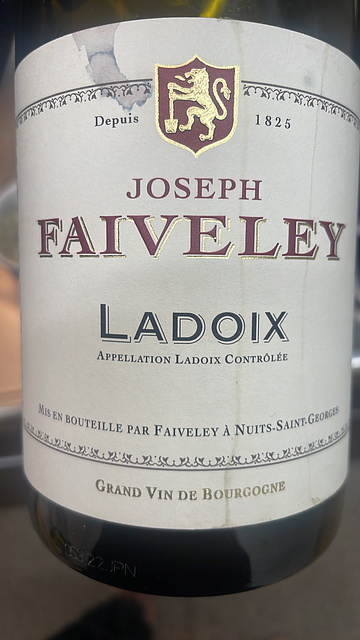 Depuis 1825
JOSEPH
FAIVELEY
LADOIX
APPELLATION LADOIX CONTRÔLÉE
MIS EN BOUTEILLE PAR FAIVELEY À NUITS-SAINT-GEORGES
GRAND VIN DE BOURGOGNE